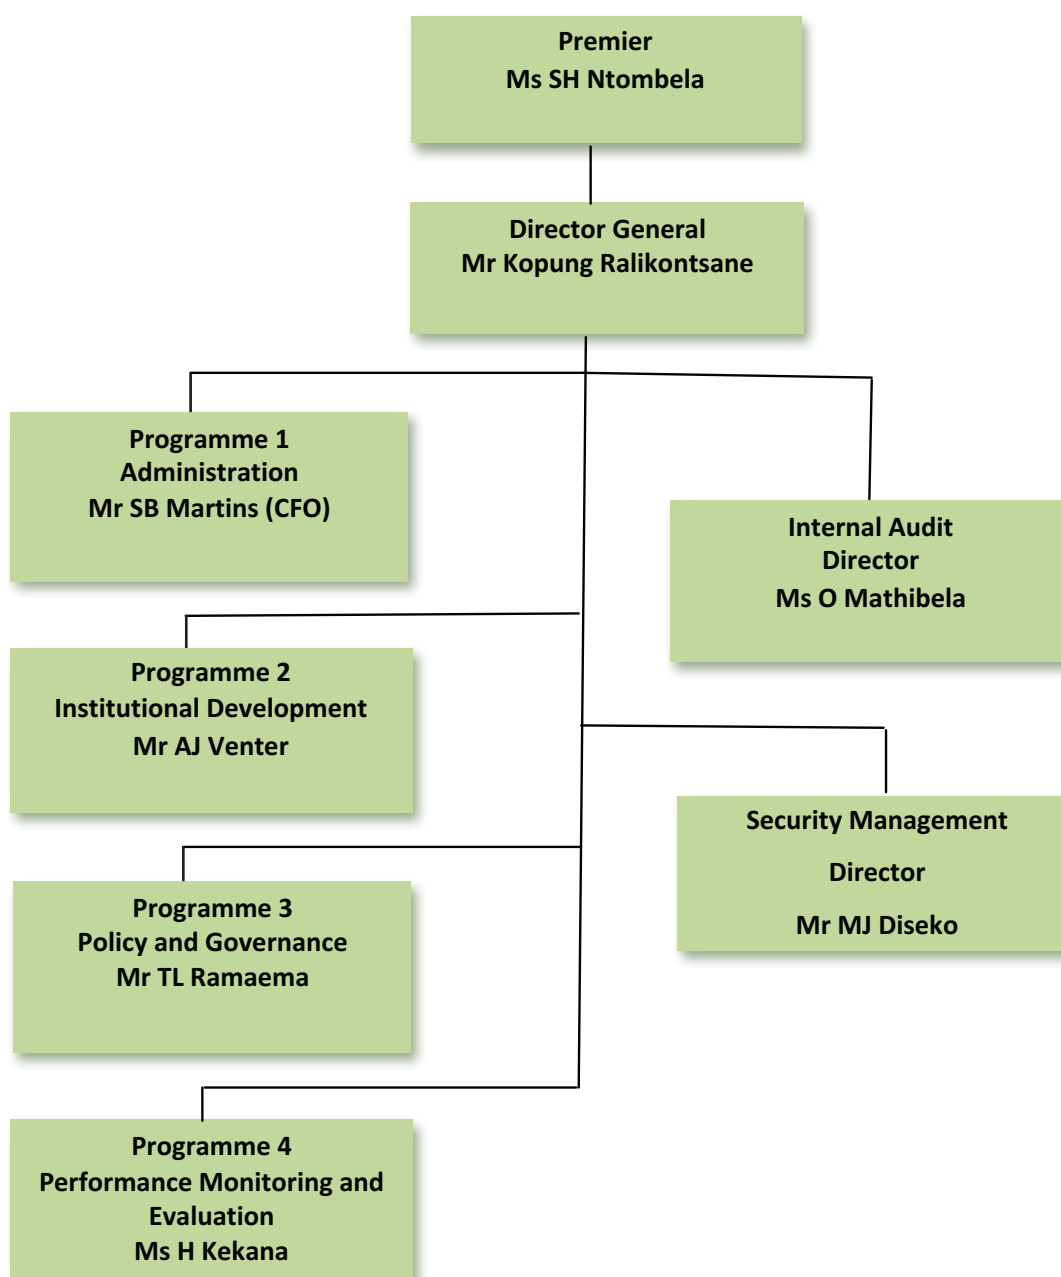 Premier
Ms SH Ntombela
Director General
Mr Kopung Ralikontsane
Programme 1
Administration
Mr SB Martins (CFO)
Internal Audit
Director
Ms O Mathibela
Programme 2
Institutional Development
Mr AJ Venter
Security Management
Director
Mr MJ Diseko
Programme 3
Policy and Governance
Mr TL Ramaema
Programme 4
Performance Monitoring and
Evaluation
Ms H Kekana